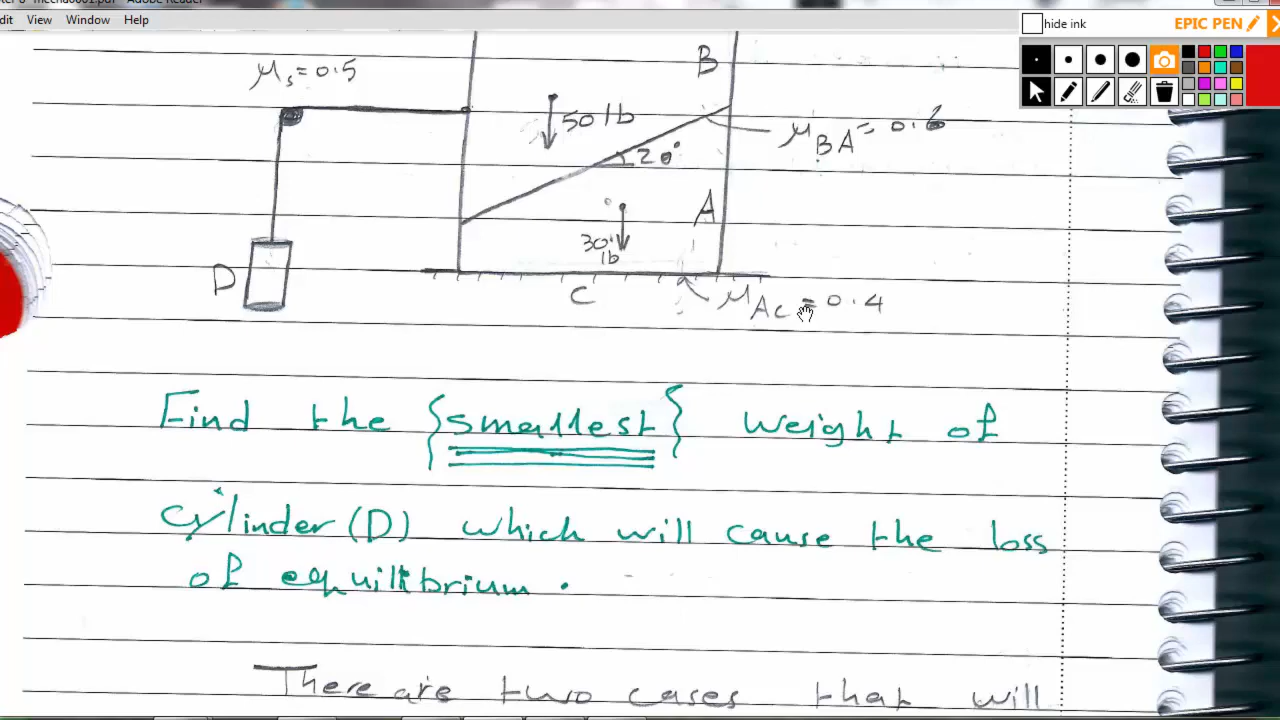 dit View Window Help
hide ink
EPIC PEN
μs = 0.5
B
50 lb
μBA = 0.6
20°
A
30
lb
D
C
μAC = 0.4
Find the {smallest} weight of
cylinder (D) which will cause the loss
of equilibrium.
There are two cases that will